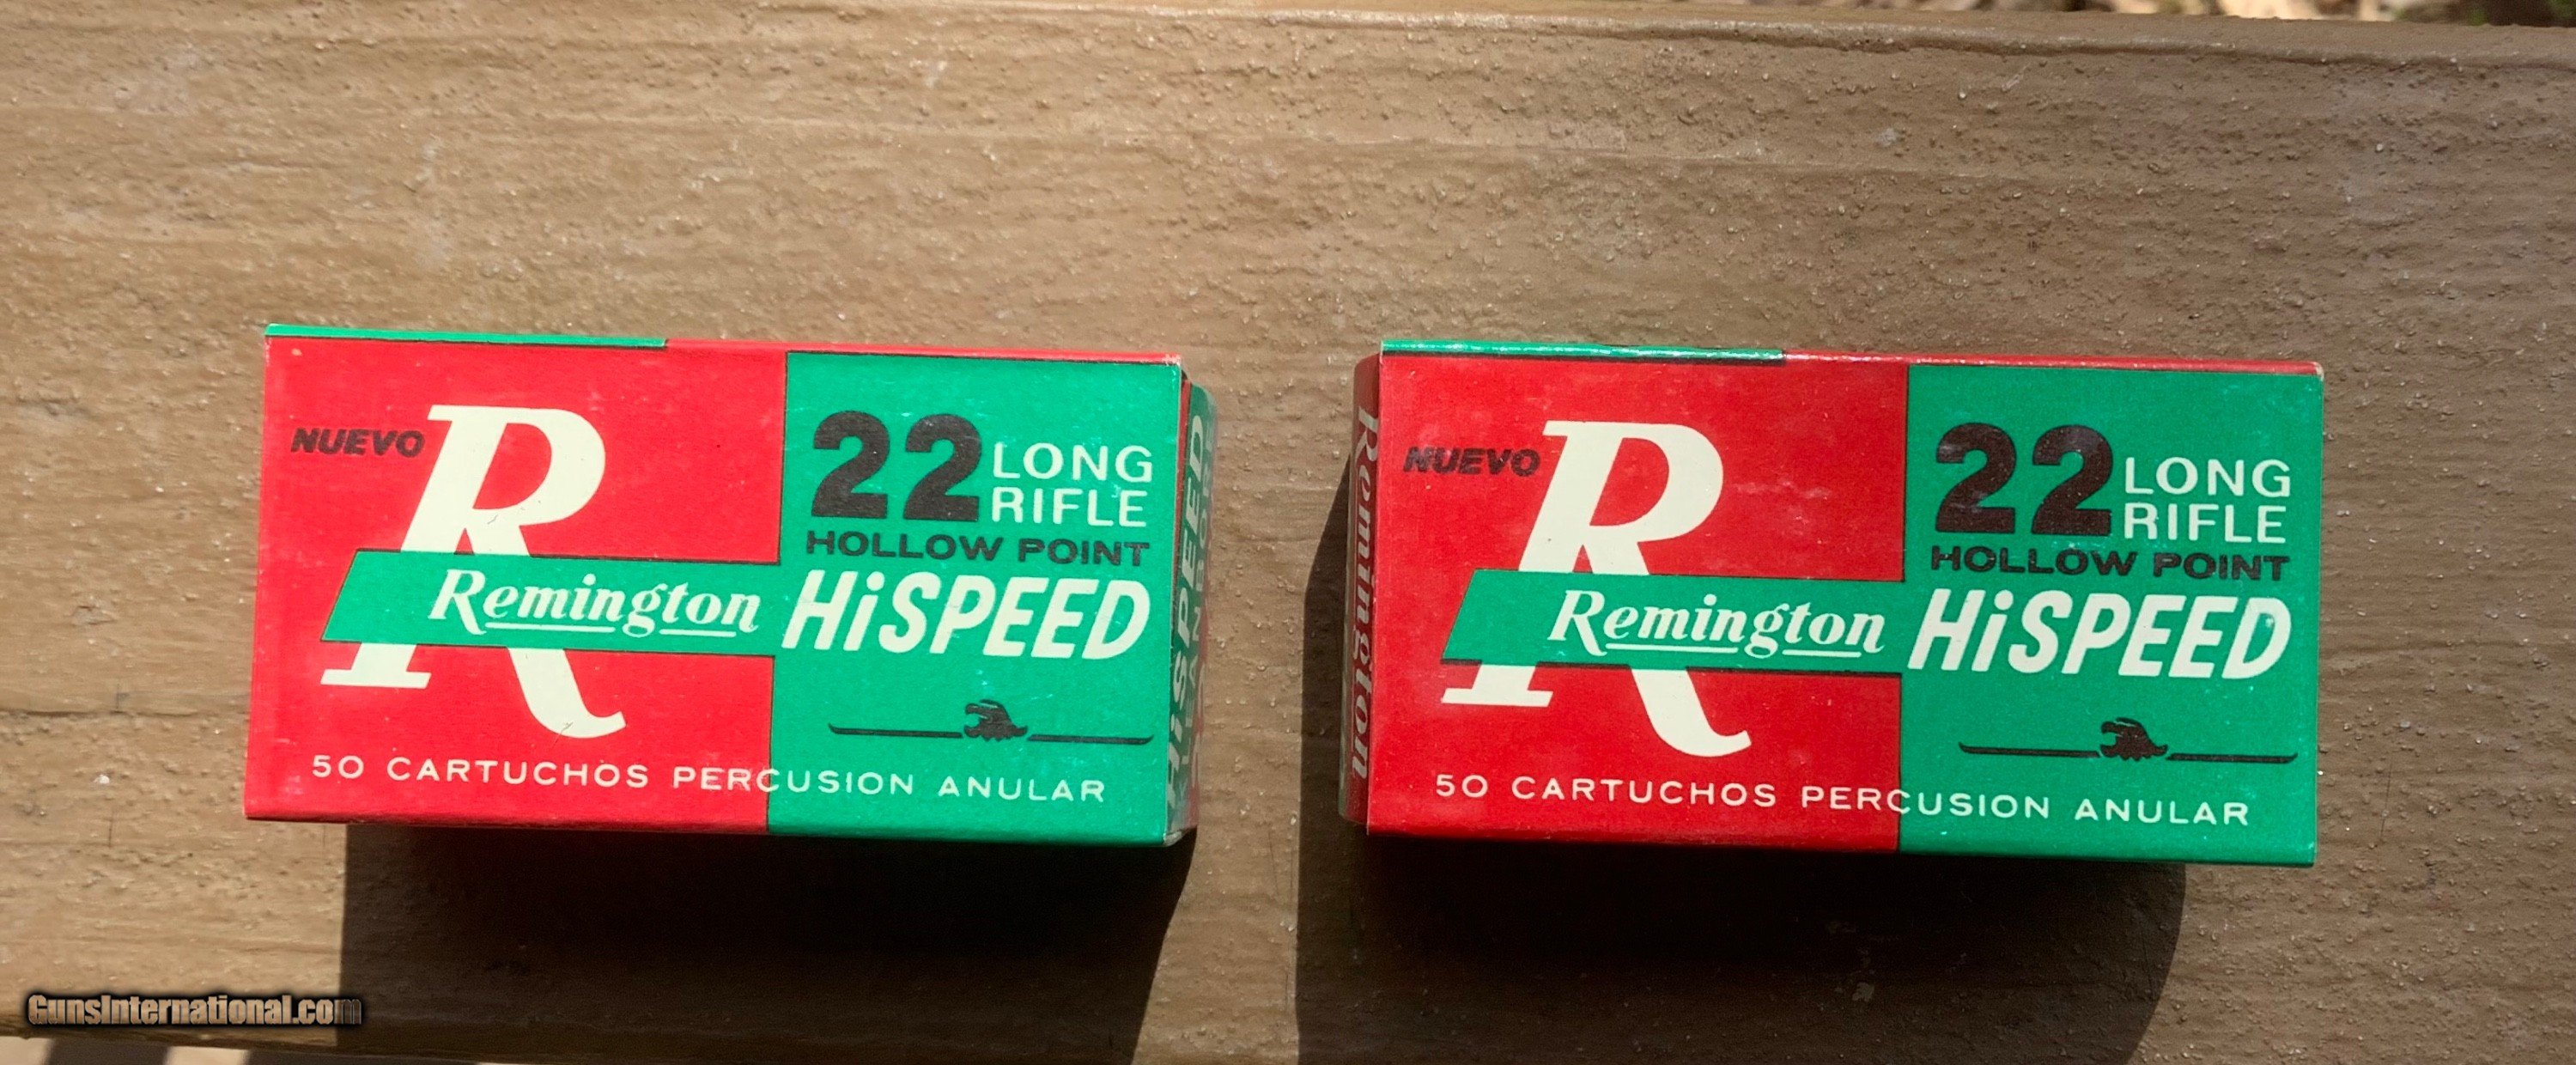 NUEVO
R
Remington
22 LONG RIFLE
HOLLOW POINT
HiSPEED
50 CARTUCHOS PERCUSION ANULAR
HiSPEED
Remington
NUEVO
R
Remington
22 LONG RIFLE
HOLLOW POINT
HiSPEED
50 CARTUCHOS PERCUSION ANULAR
GunsInternational.com